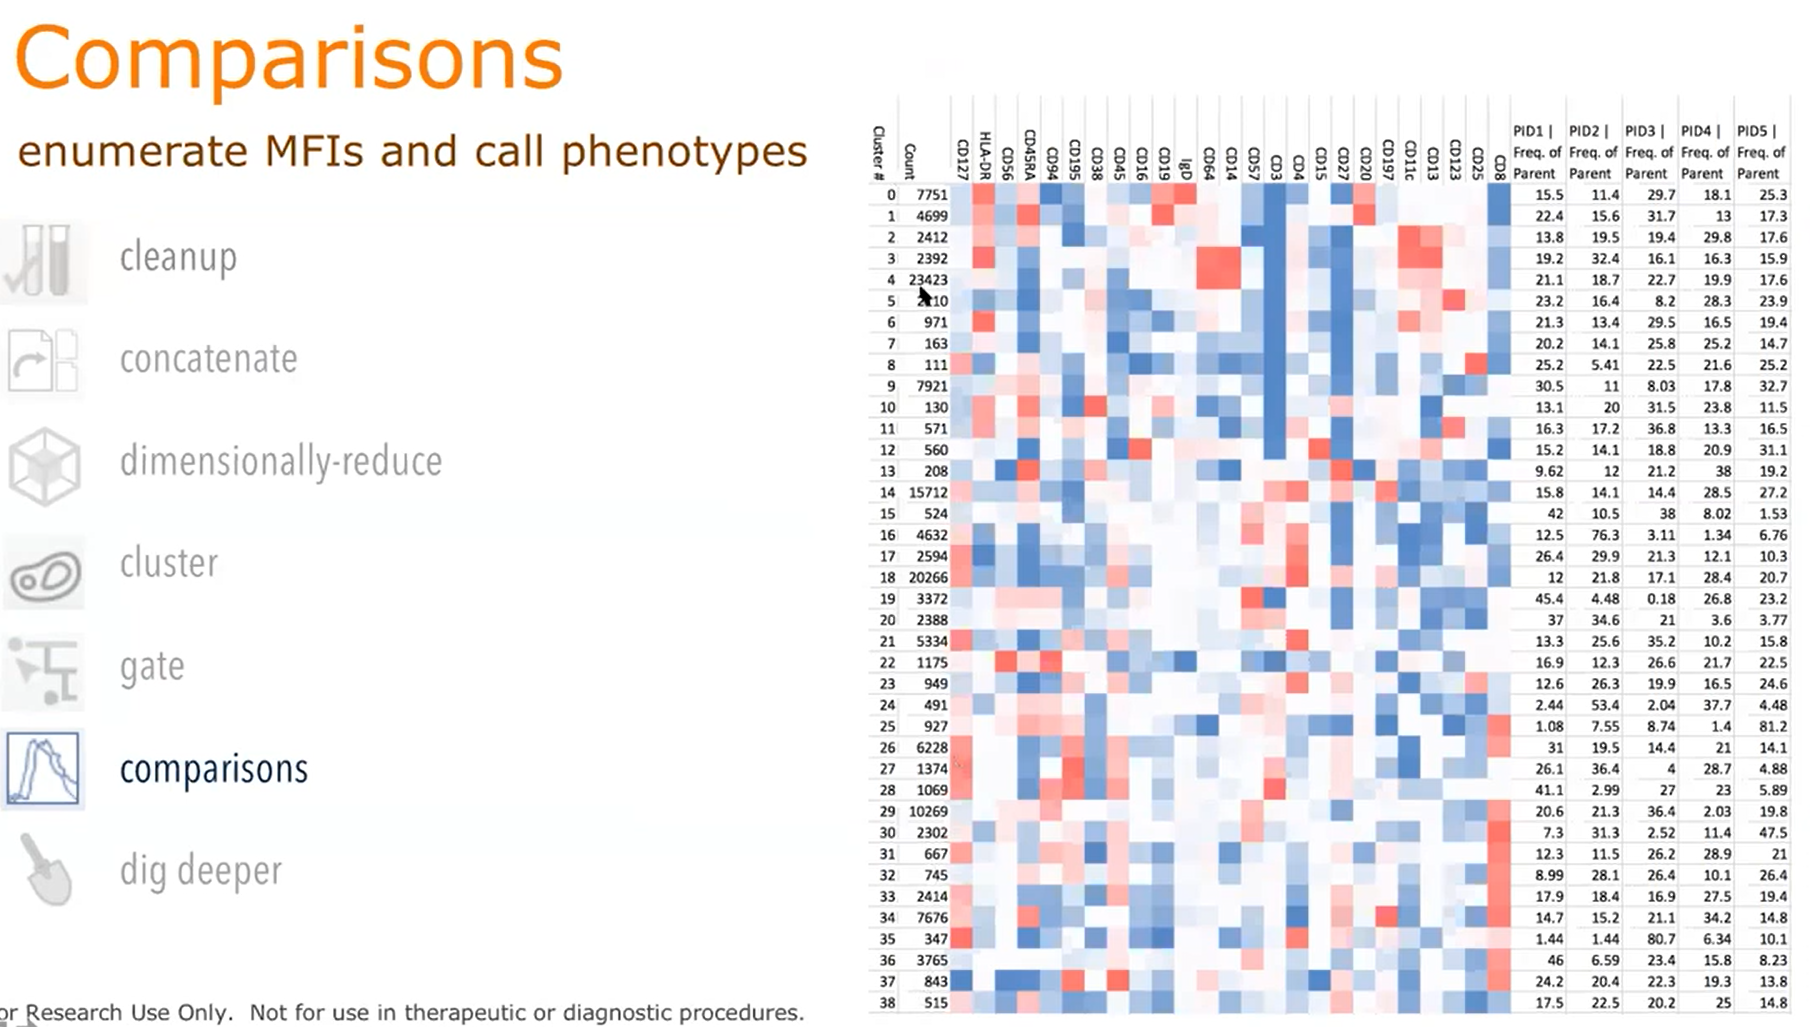 Comparisons
enumerate MFIs and call phenotypes
cleanup
concatenate
dimensionally-reduce
cluster
gate
comparisons
dig deeper
or Research Use Only. Not for use in therapeutic or diagnostic procedures.
Cluster # Count CD127 HLA-DR CD56 CD45RA CD94 CD195 CD38 CD45 CD16 CD19 IgD CD64 CD14 CD57 CD3 CD4 CD15 CD27 CD20 CD197 CD11c CD13 CD123 CD25 CD8 PID1 | Freq. of Parent PID2 | Freq. of Parent PID3 | Freq. of Parent PID4 | Freq. of Parent PID5 | Freq. of Parent
0 7751 15.5 11.4 29.7 18.1 25.3
1 4699 22.4 15.6 31.7 13 17.3
2 2412 13.8 19.5 19.4 29.8 17.6
3 2392 19.2 32.4 16.1 16.3 15.9
4 23423 21.1 18.7 22.7 19.9 17.6
5 23.2 16.4 8.2 28.3 23.9
6 971 21.3 13.4 29.5 16.5 19.4
7 163 20.2 14.1 25.8 25.2 14.7
8 111 25.2 5.41 22.5 21.6 25.2
9 7921 30.5 11 8.03 17.8 32.7
10 130 13.1 20 31.5 23.8 11.5
11 571 16.3 17.2 36.8 13.3 16.5
12 560 15.2 14.1 18.8 20.9 31.1
13 208 9.62 12 21.2 38 19.2
14 15712 15.8 14.1 14.4 28.5 27.2
15 524 42 10.5 38 8.02 1.53
16 4632 12.5 76.3 3.11 1.34 6.76
17 2594 26.4 29.9 21.3 12.1 10.3
18 20266 12 21.8 17.1 28.4 20.7
19 3372 45.4 4.48 0.18 26.8 23.2
20 2388 37 34.6 21 3.6 3.77
21 5334 13.3 25.6 35.2 10.2 15.8
22 1175 16.9 12.3 26.6 21.7 22.5
23 949 12.6 26.3 19.9 16.5 24.6
24 491 2.44 53.4 2.04 37.7 4.48
25 927 1.08 7.55 8.74 1.4 81.2
26 6228 31 19.5 14.4 21 14.1
27 1374 26.1 36.4 4 28.7 4.88
28 1069 41.1 2.99 27 23 5.89
29 10269 20.6 21.3 36.4 2.03 19.8
30 2302 7.3 31.3 2.52 11.4 47.5
31 667 12.3 11.5 26.2 28.9 21
32 745 8.99 28.1 26.4 10.1 26.4
33 2414 17.9 18.4 16.9 27.5 19.4
34 7676 14.7 15.2 21.1 34.2 14.8
35 347 1.44 1.44 80.7 6.34 10.1
36 3765 46 6.59 23.4 15.8 8.23
37 843 24.2 20.4 22.3 19.3 13.8
38 515 17.5 22.5 20.2 25 14.8